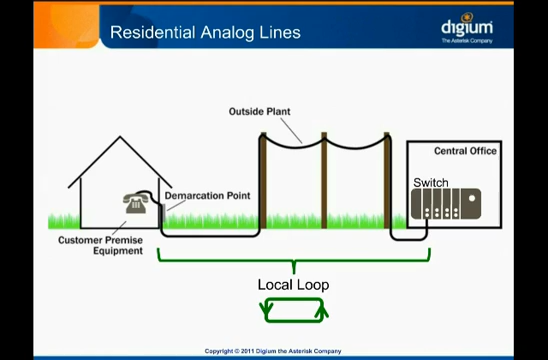 Residential Analog Lines
digium
The Asterisk Company
Outside Plant
Central Office
Switch
Demarcation Point
Customer Premise
Equipment
Local Loop
Copyright © 2011 Digium the Asterisk Company